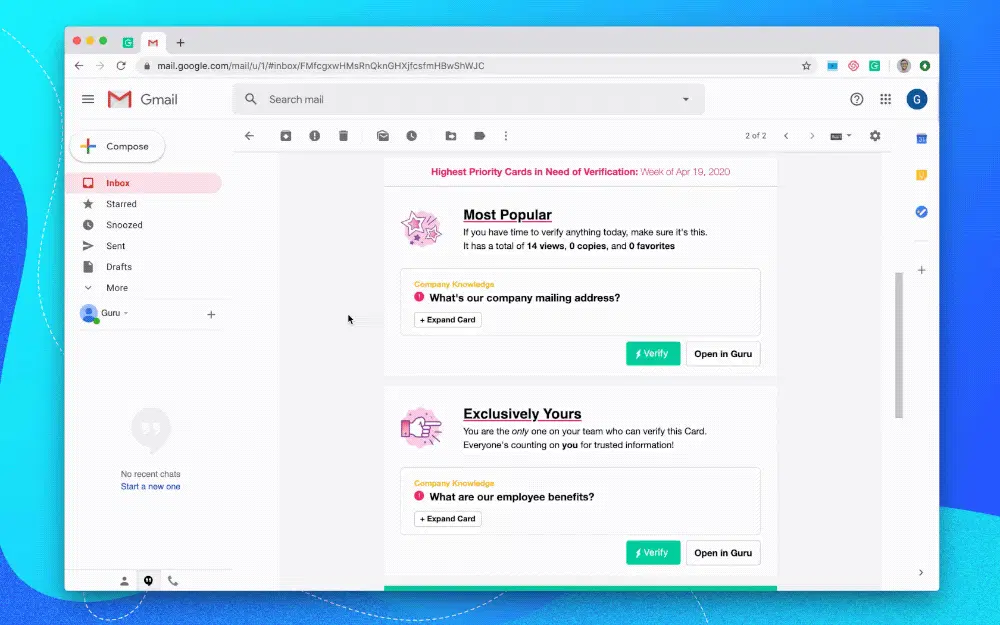 mail.google.com/mail/u/1/#inbox/FMfcgxwHMsRnQknGHXjfcsfmHBwShWJC
Gmail
Search mail
G
Compose
2 of 2
Inbox
Starred
Snoozed
Sent
Drafts
More
Guru
No recent chats
Start a new one
Highest Priority Cards in Need of Verification: Week of Apr 19, 2020
Most Popular
If you have time to verify anything today, make sure it's this.
It has a total of 14 views, 0 copies, and 0 favorites
Company Knowledge
What's our company mailing address?
+ Expand Card
Verify
Open in Guru
Exclusively Yours
You are the only one on your team who can verify this Card.
Everyone's counting on you for trusted information!
Company Knowledge
What are our employee benefits?
+ Expand Card
Verify
Open in Guru